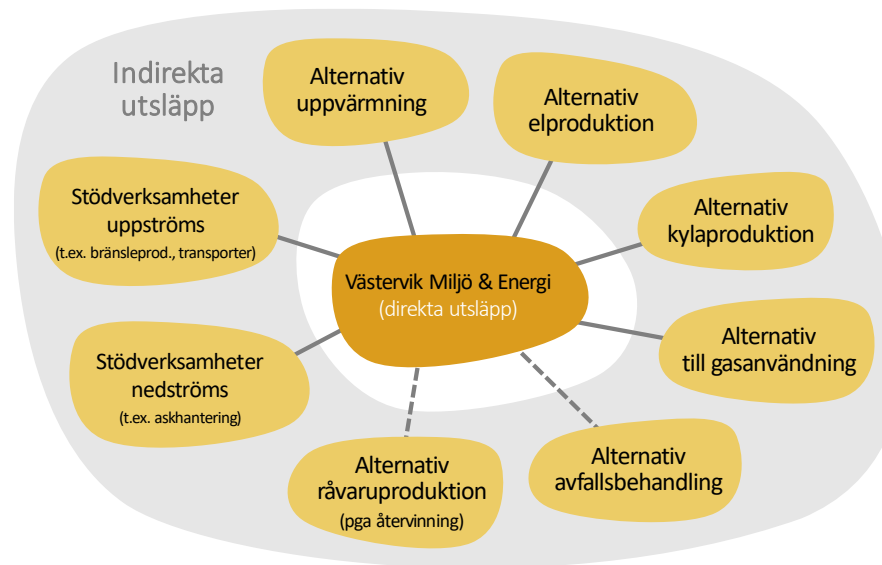 Indirekta
utsläpp
Alternativ
uppvärmning
Alternativ
elproduktion
Stödverksamheter
uppströms
(t.ex. bränsleprod., transporter)
Alternativ
kylaproduktion
Västervik Miljö & Energi
(direkta utsläpp)
Stödverksamheter
nedströms
(t.ex. askhantering)
Alternativ
till gasanvändning
Alternativ
råvaruproduktion
(pga återvinning)
Alternativ
avfallsbehandling